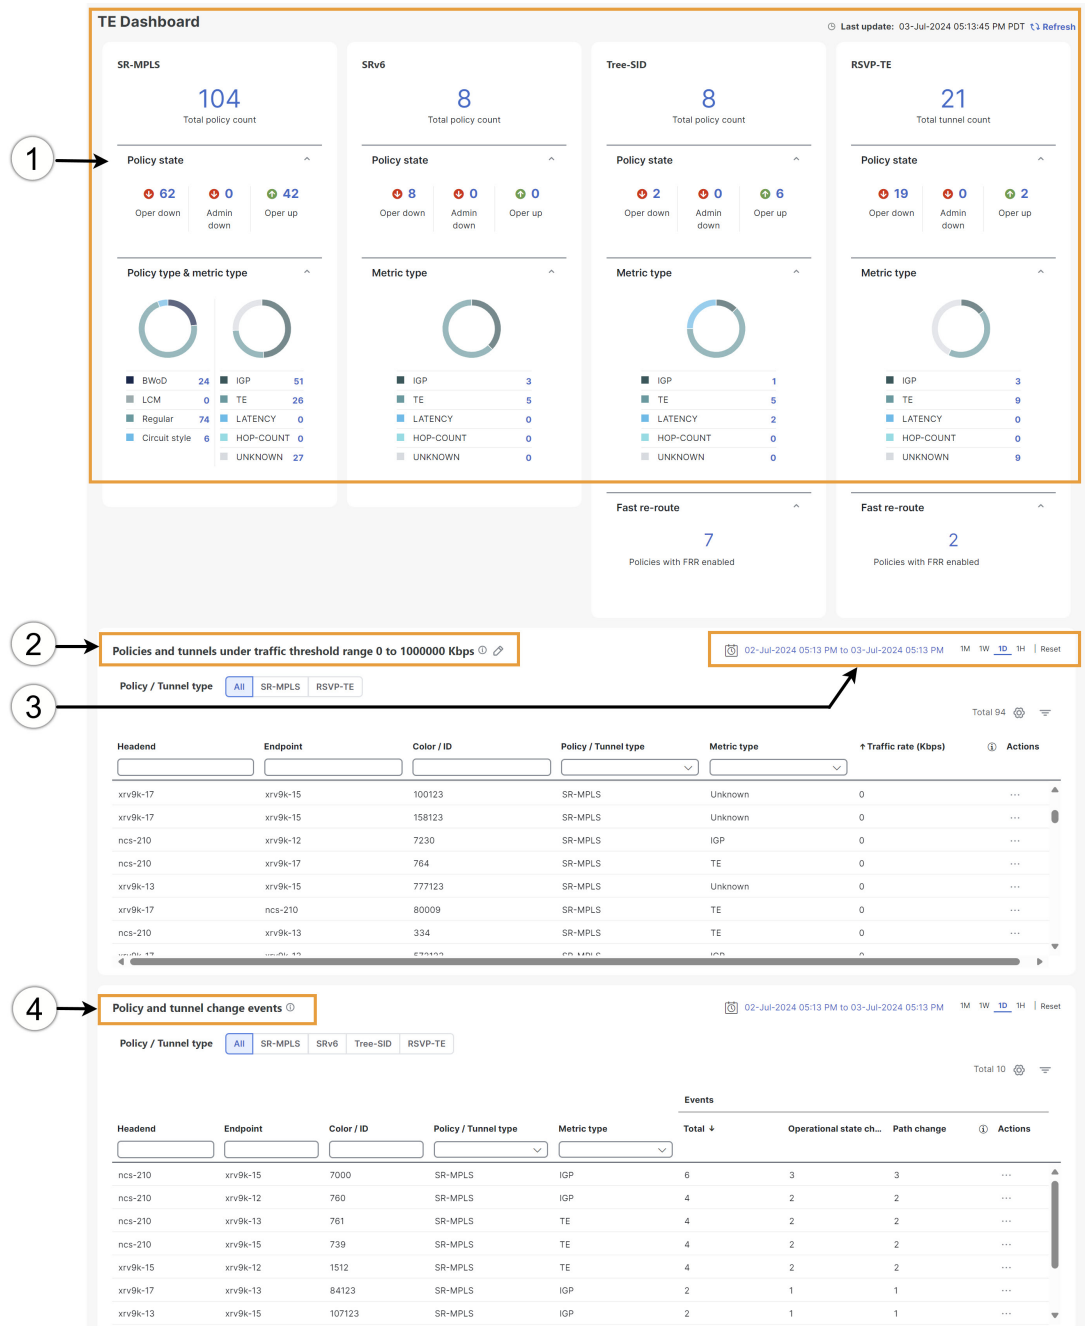 TE Dashboard
Last update: 03-Jul-2024 05:13:45 PM PDT Refresh
SR-MPLS
104
Total policy count
Policy state
62 0 42
Oper down Admin down Oper up
Policy type & metric type
BWoD 24 IGP 51
LCM 0 TE 26
Regular 74 LATENCY 0
Circuit style 6 HOP-COUNT 0
UNKNOWN 27
SRv6
8
Total policy count
Policy state
8 0 0
Oper down Admin down Oper up
Metric type
IGP 3
TE 5
LATENCY 0
HOP-COUNT 0
UNKNOWN 0
Tree-SID
8
Total policy count
Policy state
2 0 6
Oper down Admin down Oper up
Metric type
IGP 1
TE 5
LATENCY 2
HOP-COUNT 0
UNKNOWN 0
Fast re-route
7
Policies with FRR enabled
RSVP-TE
21
Total tunnel count
Policy state
19 0 2
Oper down Admin down Oper up
Metric type
IGP 3
TE 9
LATENCY 0
HOP-COUNT 0
UNKNOWN 9
Fast re-route
2
Policies with FRR enabled
1
2
3
4
Policies and tunnels under traffic threshold range 0 to 1000000 Kbps
02-Jul-2024 05:13 PM to 03-Jul-2024 05:13 PM 1M 1W 1D 1H | Reset
Policy / Tunnel type All SR-MPLS RSVP-TE
Total 94
Headend Endpoint Color / ID Policy / Tunnel type Metric type Traffic rate (Kbps) Actions
xrv9k-17 xrv9k-15 100123 SR-MPLS Unknown 0 ...
xrv9k-17 xrv9k-15 158123 SR-MPLS Unknown 0 ...
ncs-210 xrv9k-12 7230 SR-MPLS IGP 0 ...
ncs-210 xrv9k-17 764 SR-MPLS TE 0 ...
xrv9k-13 xrv9k-15 777123 SR-MPLS Unknown 0 ...
xrv9k-17 ncs-210 80009 SR-MPLS TE 0 ...
ncs-210 xrv9k-13 334 SR-MPLS TE 0 ...
Policy and tunnel change events
02-Jul-2024 05:13 PM to 03-Jul-2024 05:13 PM 1M 1W 1D 1H | Reset
Policy / Tunnel type All SR-MPLS SRv6 Tree-SID RSVP-TE
Total 10
Events
Headend Endpoint Color / ID Policy / Tunnel type Metric type Total Operational state ch... Path change Actions
ncs-210 xrv9k-15 7000 SR-MPLS IGP 6 3 3 ...
ncs-210 xrv9k-12 760 SR-MPLS IGP 4 2 2 ...
ncs-210 xrv9k-13 761 SR-MPLS TE 4 2 2 ...
ncs-210 xrv9k-15 739 SR-MPLS TE 4 2 2 ...
xrv9k-15 xrv9k-12 1512 SR-MPLS TE 4 2 2 ...
xrv9k-17 xrv9k-13 84123 SR-MPLS IGP 2 1 1 ...
xrv9k-13 xrv9k-15 107123 SR-MPLS IGP 2 1 1 ...